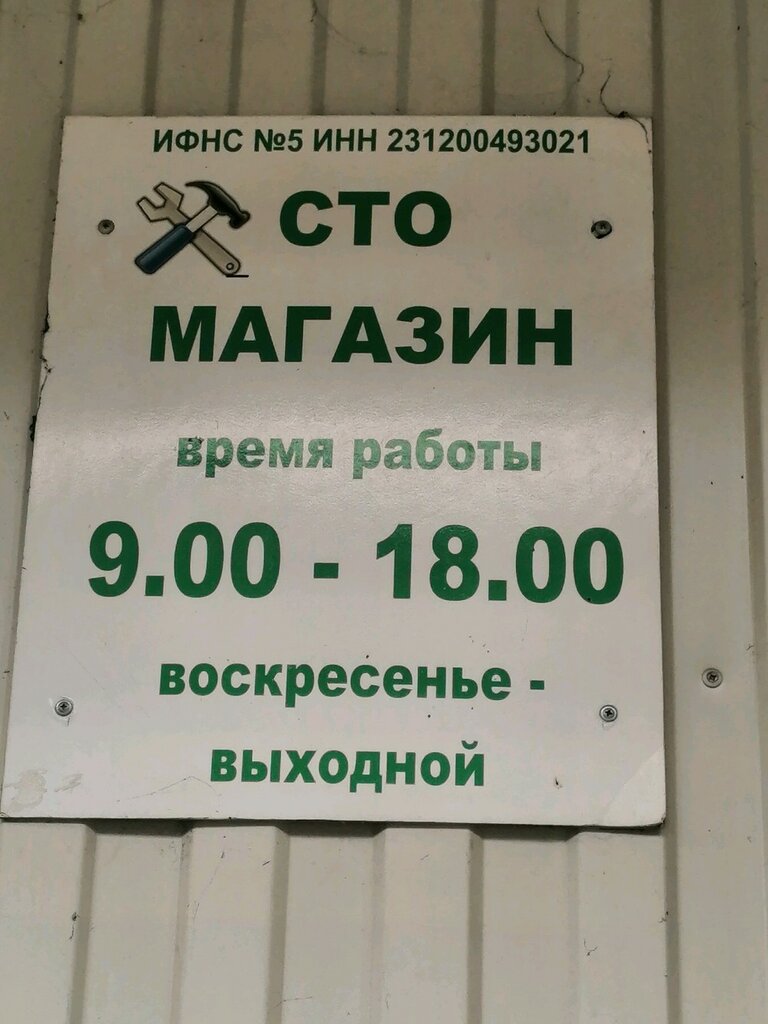 ИФНС №5 ИНН 231200493021
СТО
МАГАЗИН
время работы
9.00 - 18.00
воскресенье -
выходной